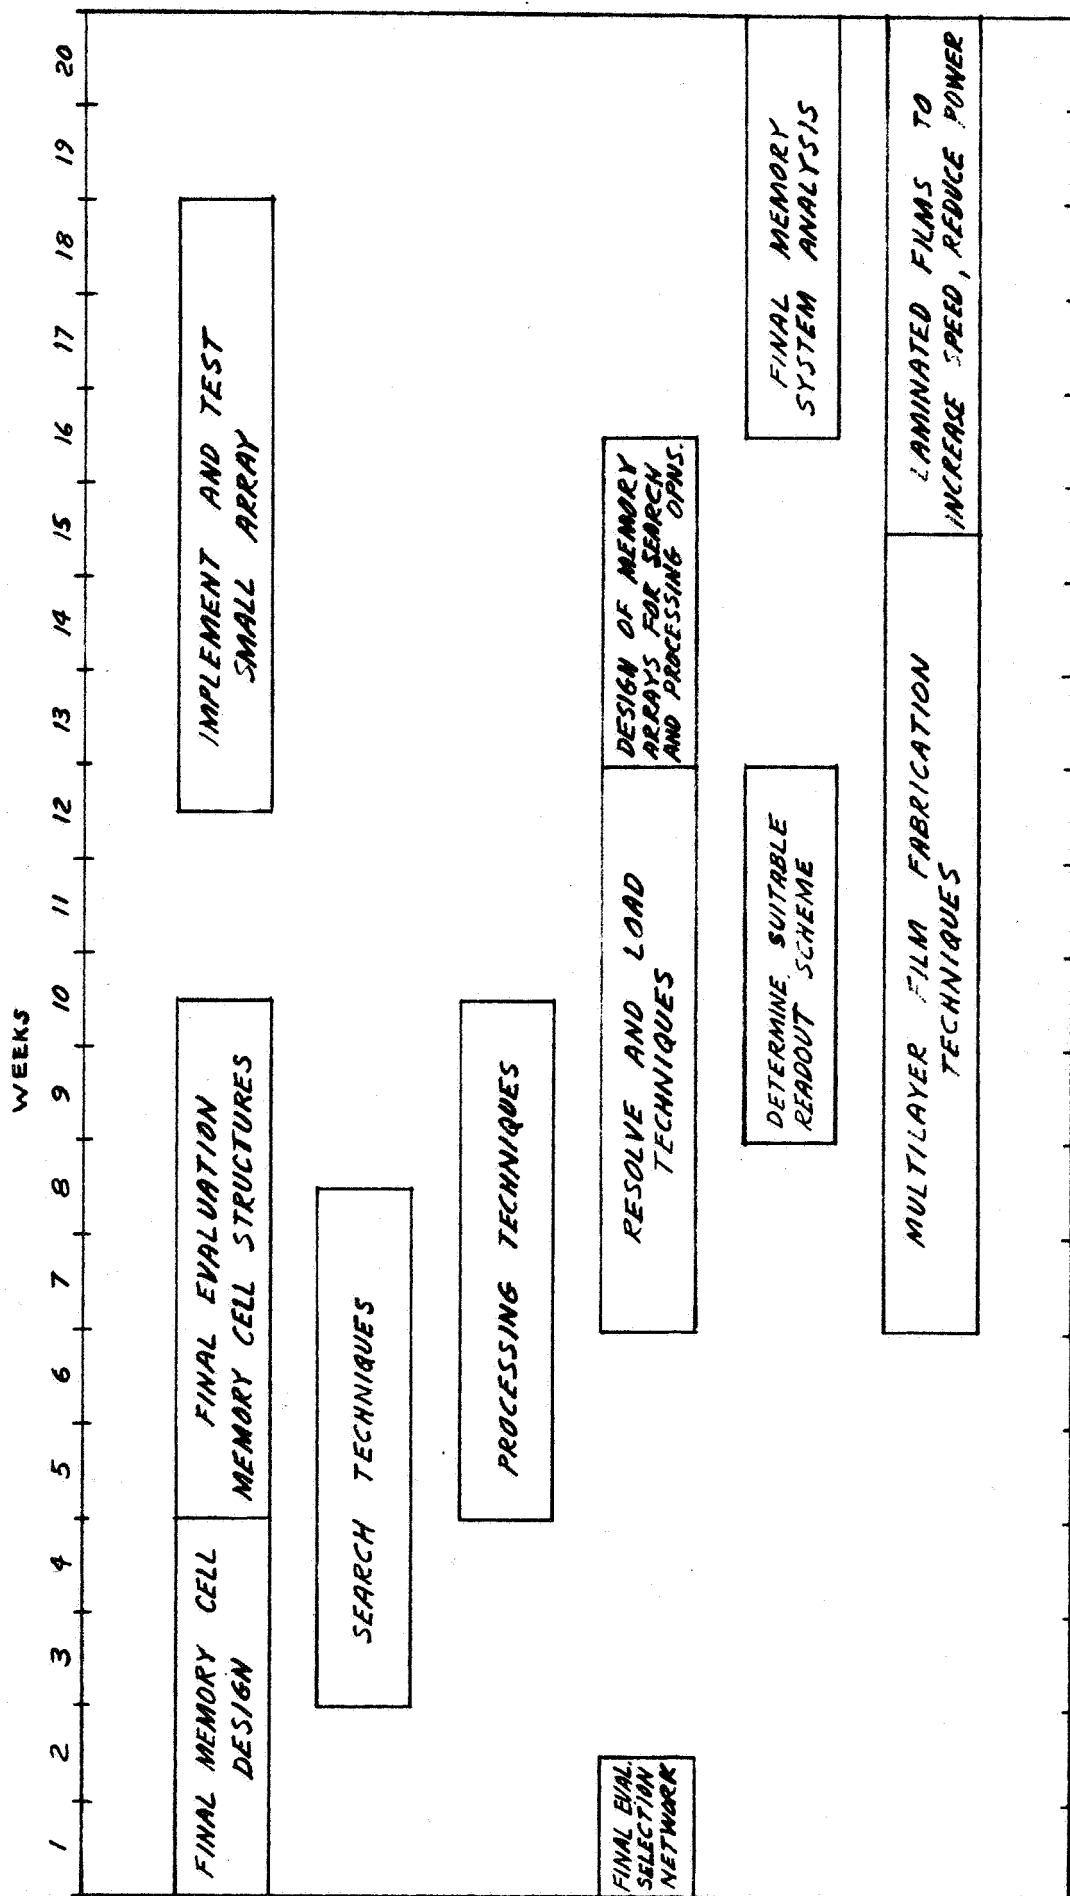 WEEKS
1 2 3 4 5 6 7 8 9 10 11 12 13 14 15 16 17 18 19 20
FINAL MEMORY CELL
DESIGN
FINAL EVALUATION
MEMORY CELL STRUCTURES
IMPLEMENT AND TEST
SMALL ARRAY
SEARCH TECHNIQUES
PROCESSING TECHNIQUES
FINAL EVAL.
SELECTION
NETWORK
RESOLVE AND LOAD
TECHNIQUES
DESIGN OF MEMORY
ARRAYS FOR SEARCH
AND PROCESSING OPNS.
DETERMINE SUITABLE
READOUT SCHEME
FINAL MEMORY
SYSTEM ANALYSIS
MULTILAYER FILM FABRICATION
TECHNIQUES
LAMINATED FILMS TO
INCREASE SPEED, REDUCE POWER